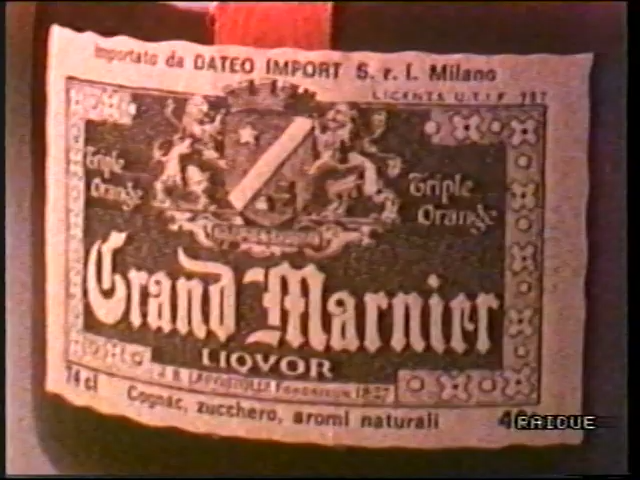 Importato da DATEO IMPORT S. r. l. Milano
LICENZA U.T.I.F. 787
Triple Orange
Triple Orange
Grand Marnier
LIQVOR
74 cl
Cognac, zucchero, aromi naturali
RAIDUE